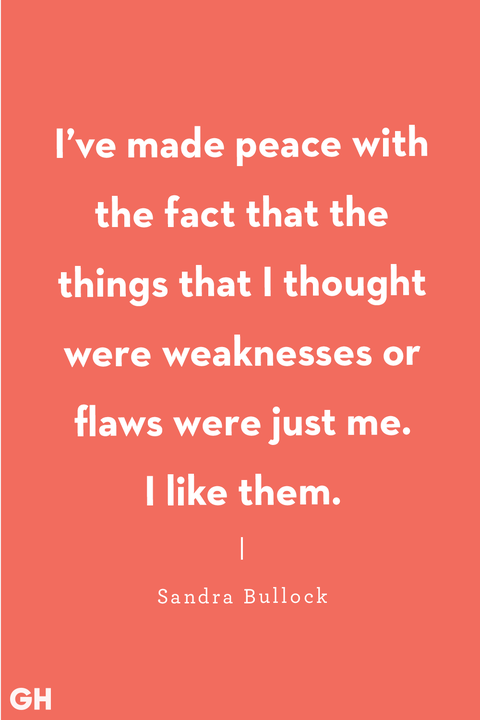 I’ve made peace with
the fact that the
things that I thought
were weaknesses or
flaws were just me.
I like them.
Sandra Bullock
GH